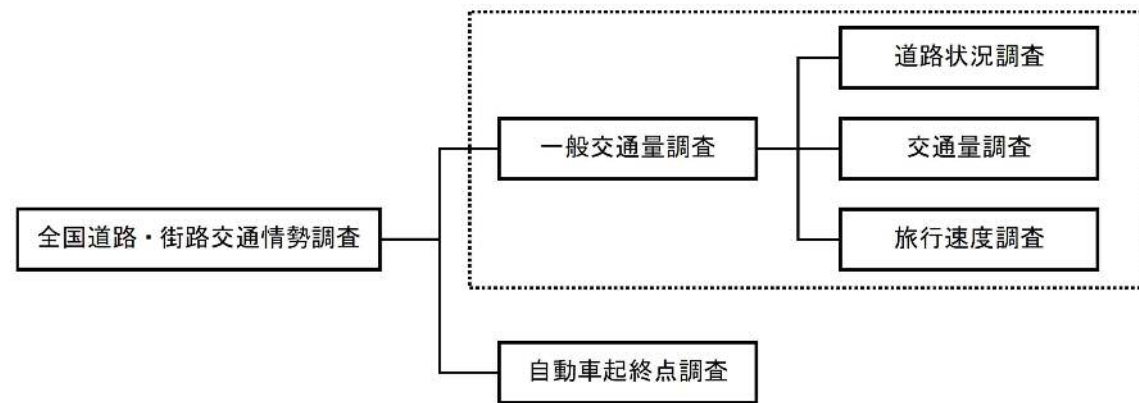 道路状況調査
一般交通量調査
交通量調査
全国道路・街路交通情勢調査
旅行速度調査
自動車起終点調査